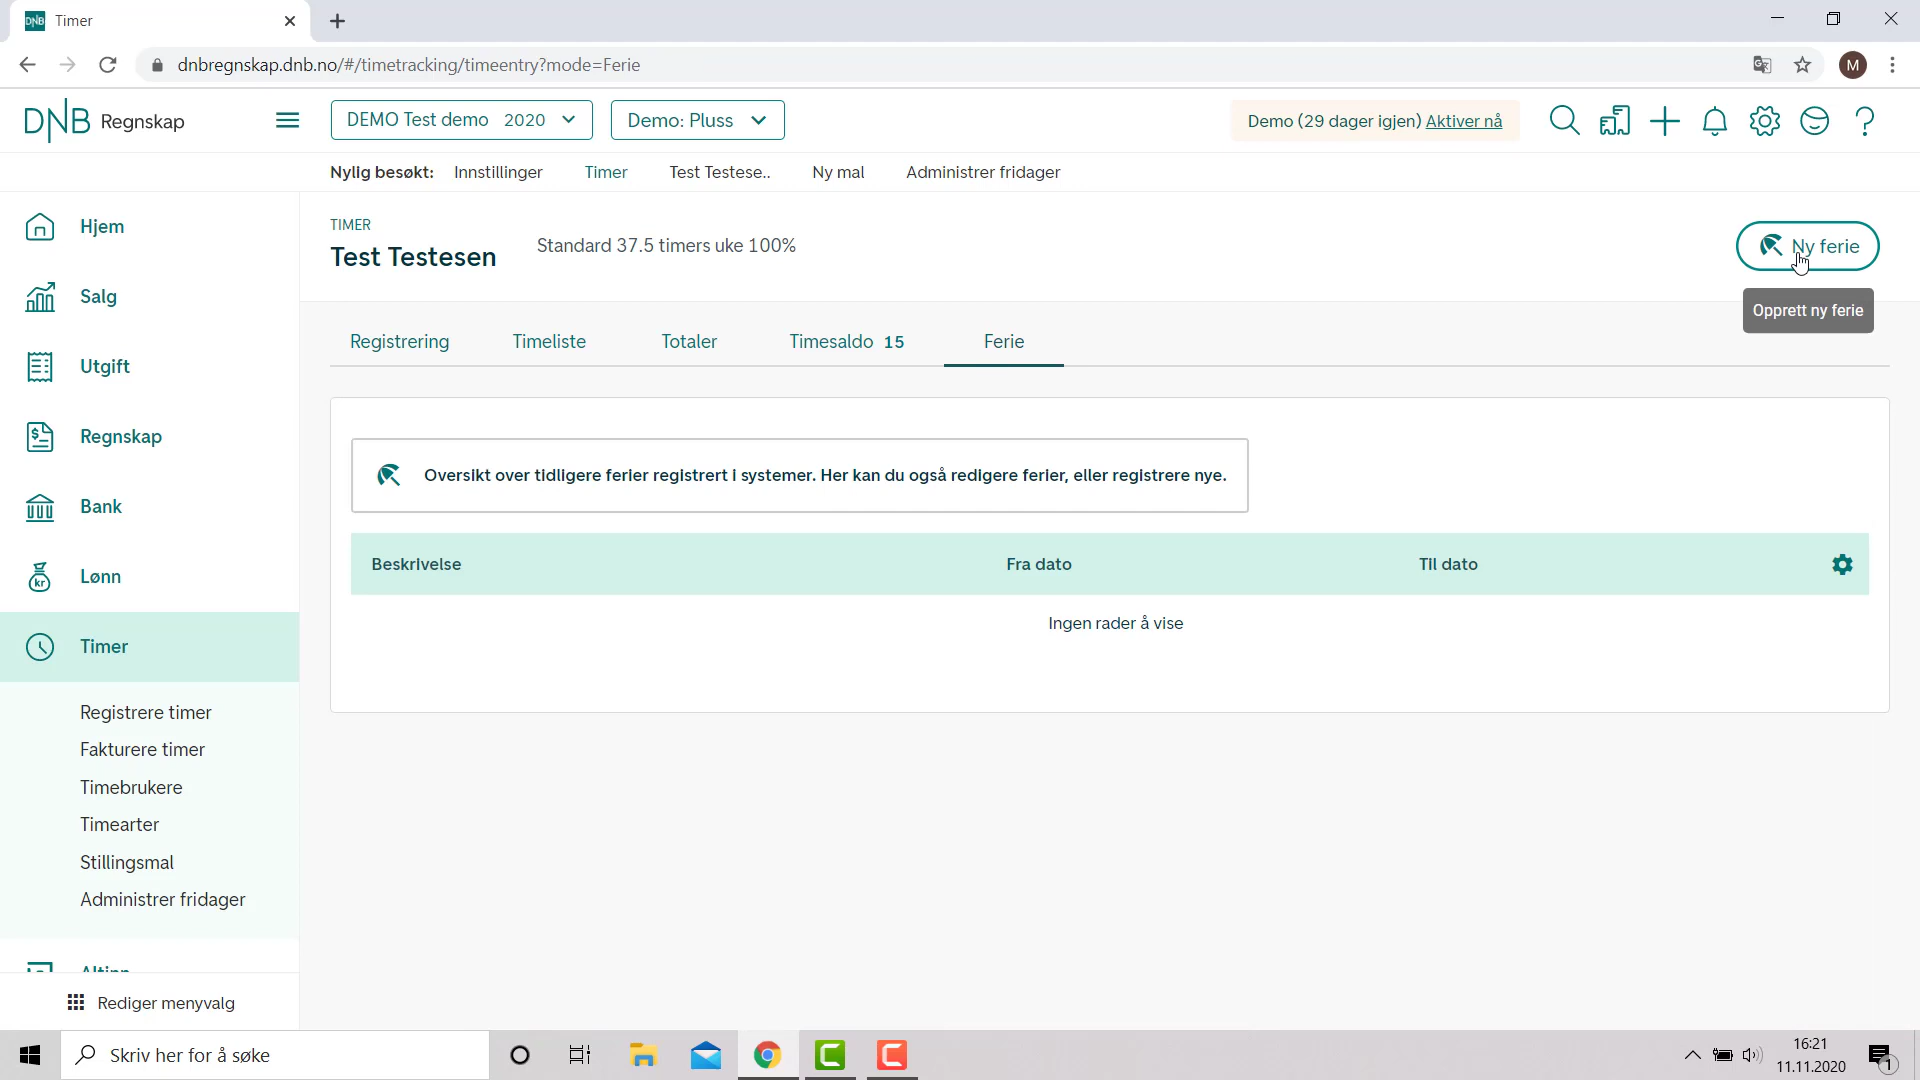 DNB Timer
dnbregnskap.dnb.no/#/timetracking/timeentry?mode=Ferie
M
DNB Regnskap
DEMO Test demo 2020
Demo: Pluss
Demo (29 dager igjen) Aktiver nå
Nylig besøkt: Innstillinger Timer Test Testese.. Ny mal Administrer fridager
Hjem
Salg
Utgift
Regnskap
Bank
Lønn
Timer
Registrere timer
Fakturere timer
Timebrukere
Timearter
Stillingsmal
Administrer fridager
Altinn
Rediger menyvalg
TIMER
Test Testesen
Standard 37.5 timers uke 100%
Ny ferie
Opprett ny ferie
Registrering Timeliste Totaler Timesaldo 15 Ferie
Oversikt over tidligere ferier registrert i systemer. Her kan du også redigere ferier, eller registrere nye.
Beskrivelse Fra dato Til dato
Ingen rader å vise
Skriv her for å søke
16:21
11.11.2020
1